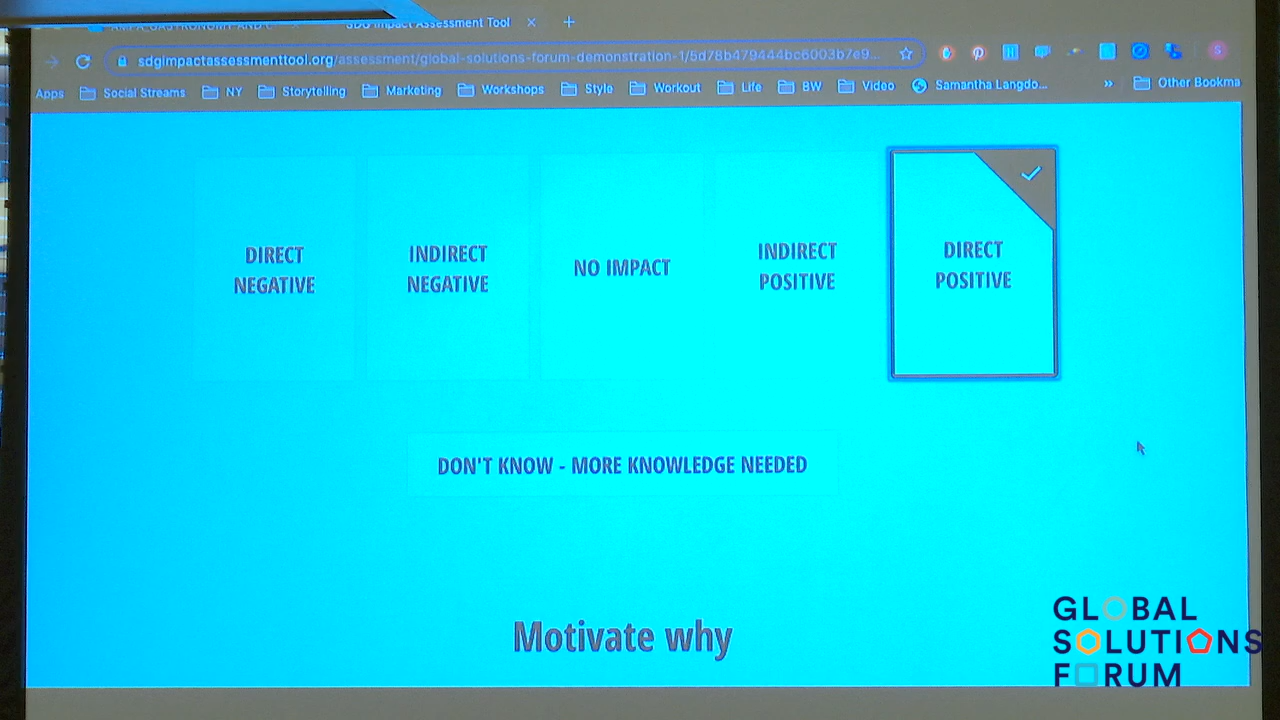 SDG Impact Assessment Tool
sdgimpactassessmenttool.org/assessment/global-solutions-forum-demonstration-1/5d78b479444bc6003b7e9...
Apps Social Streams NY Storytelling Marketing Workshops Style Workout Life BW Video Samantha Langdo... » Other Bookma
DIRECT
NEGATIVE
INDIRECT
NEGATIVE
NO IMPACT
INDIRECT
POSITIVE
DIRECT
POSITIVE
DON'T KNOW - MORE KNOWLEDGE NEEDED
Motivate why
GLOBAL
SOLUTIONS
FORUM